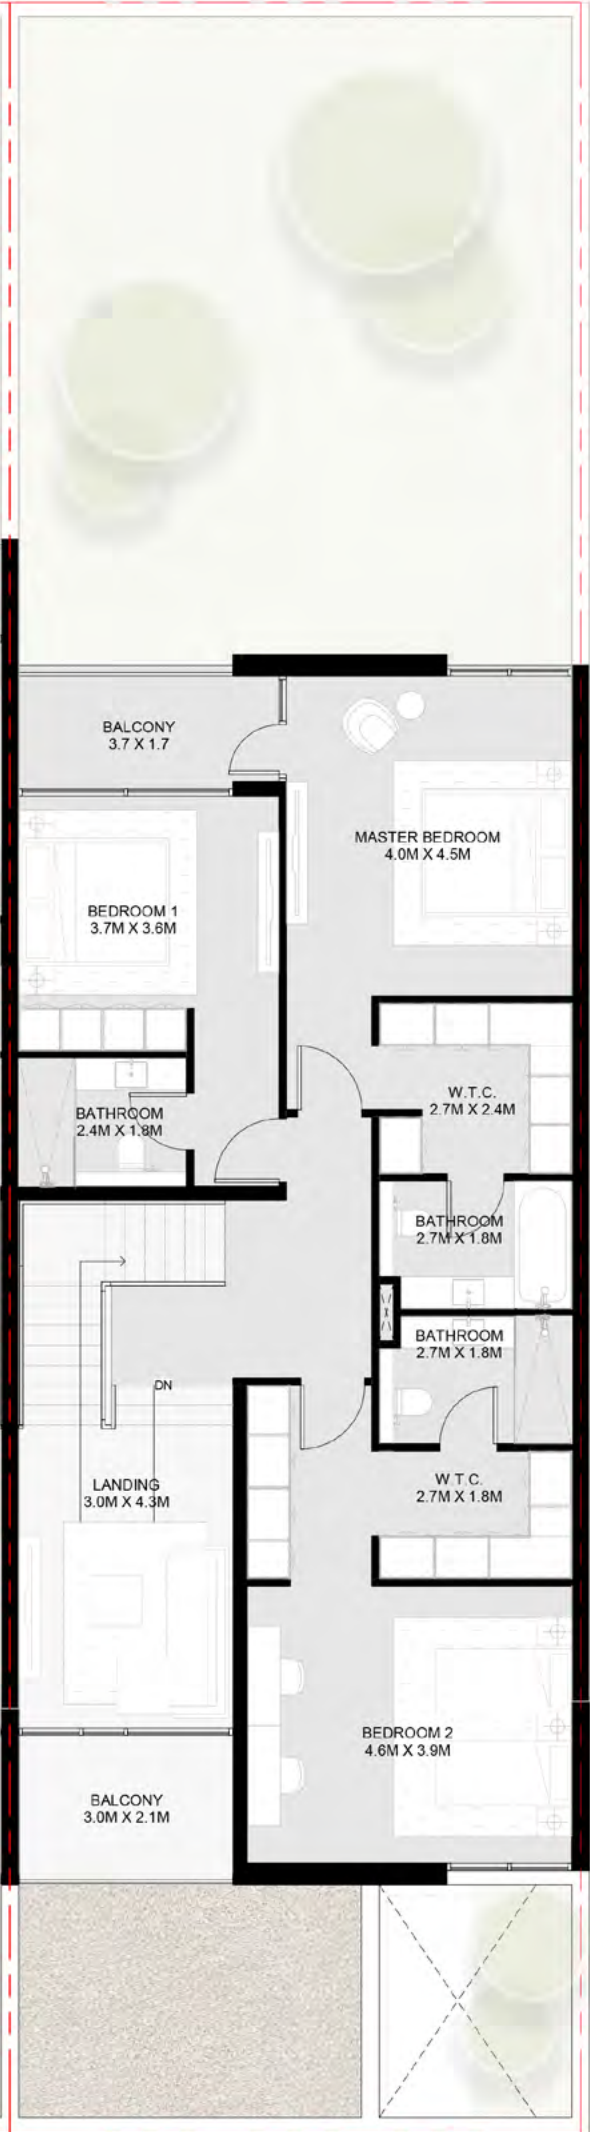 BALCONY
3.7 X 1.7
MASTER BEDROOM
4.0M X 4.5M
BEDROOM 1
3.7M X 3.6M
W.T.C.
2.7M X 2.4M
BATHROOM
2.4M X 1.8M
BATHROOM
2.7M X 1.8M
BATHROOM
2.7M X 1.8M
DN
LANDING
3.0M X 4.3M
W.T.C.
2.7M X 1.8M
BEDROOM 2
4.6M X 3.9M
BALCONY
3.0M X 2.1M